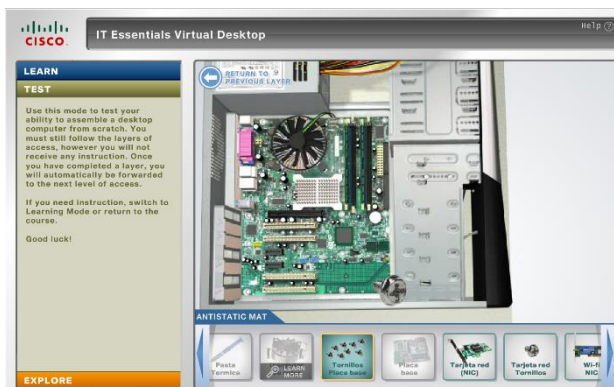 CISCO
IT Essentials Virtual Desktop
Help ?
LEARN
TEST
Use this mode to test your
ability to assemble a desktop
computer from scratch. You
must still follow the layers of
access, however you will not
receive any instruction. Once
you have completed a layer, you
will automatically be forwarded
to the next level of access.
If you need instruction, switch to
Learning Mode or return to the
course.
Good luck!
EXPLORE
RETURN TO
PREVIOUS LAYER
ANTISTATIC MAT
Pasta
Termica
LEARN
MORE
Tornillos
Placa base
Placa
base
Tarjeta red
(NIC)
Tarjeta red
Tornillos
Wi-fi
NIC